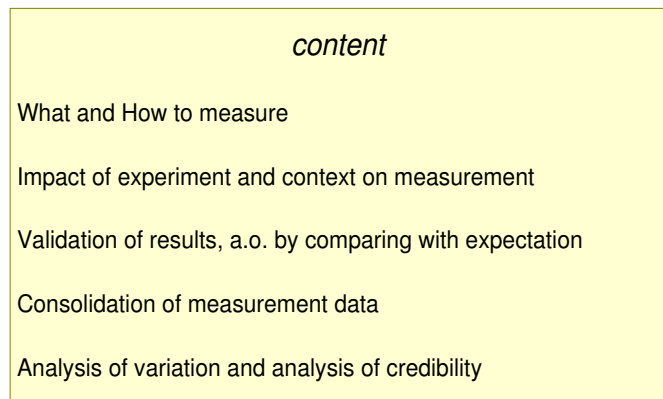 content
What and How to measure
Impact of experiment and context on measurement
Validation of results, a.o. by comparing with expectation
Consolidation of measurement data
Analysis of variation and analysis of credibility